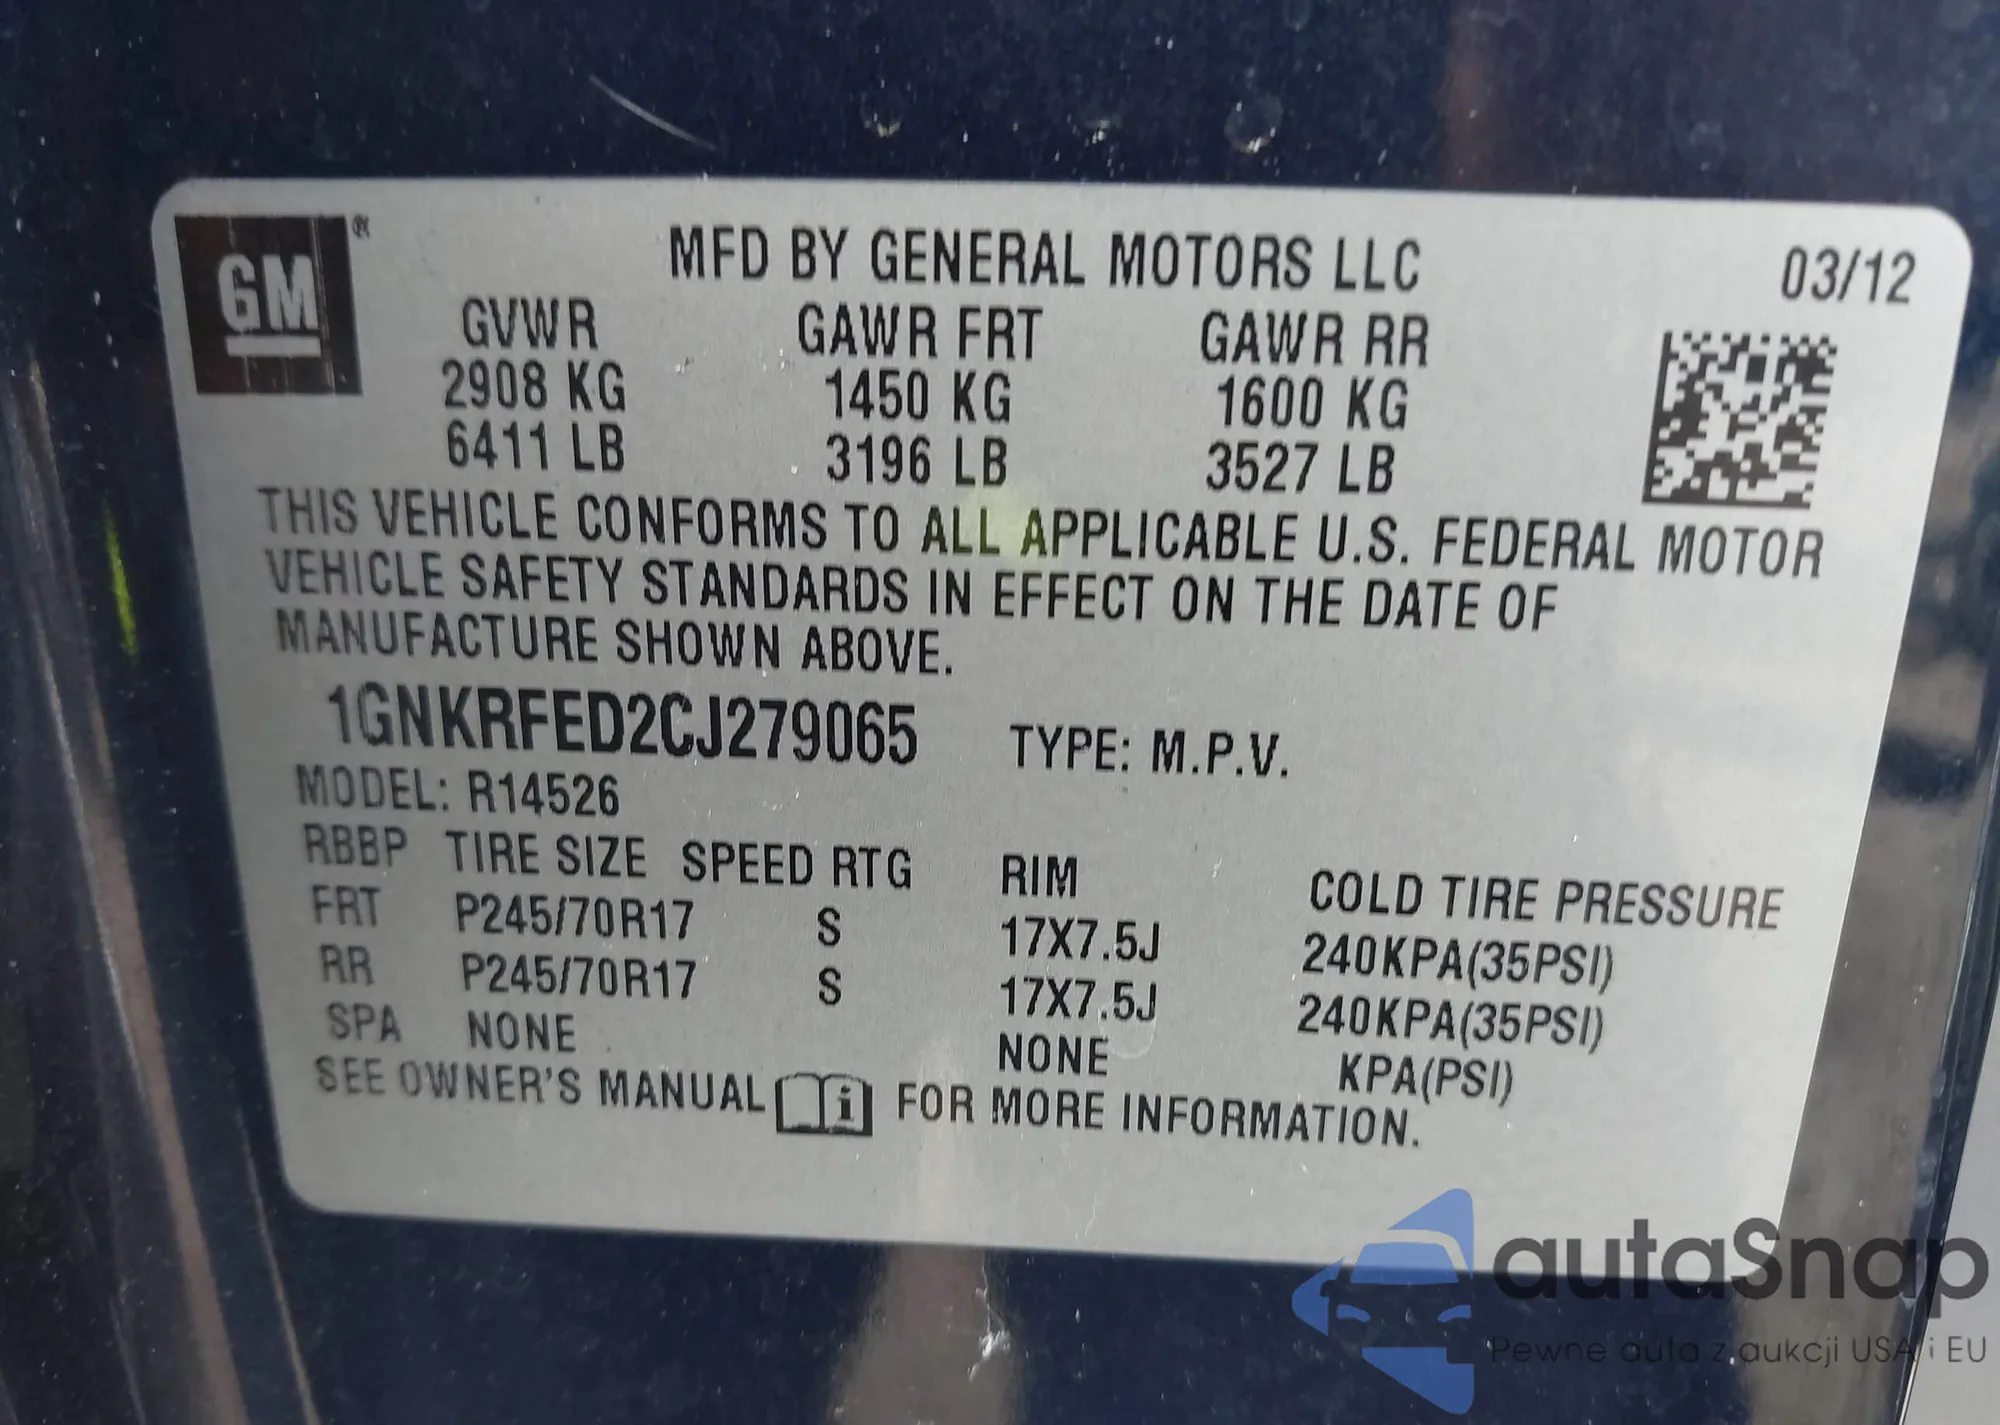 GM®
MFD BY GENERAL MOTORS LLC 03/12
GVWR GAWR FRT GAWR RR
2908 KG 1450 KG 1600 KG
6411 LB 3196 LB 3527 LB
THIS VEHICLE CONFORMS TO ALL APPLICABLE U.S. FEDERAL MOTOR
VEHICLE SAFETY STANDARDS IN EFFECT ON THE DATE OF
MANUFACTURE SHOWN ABOVE.
1GNKRFED2CJ279065 TYPE: M.P.V.
MODEL: R14526
RBBP TIRE SIZE SPEED RTG RIM COLD TIRE PRESSURE
FRT P245/70R17 S 17X7.5J 240KPA(35PSI)
RR P245/70R17 S 17X7.5J 240KPA(35PSI)
SPA NONE NONE KPA(PSI)
SEE OWNER'S MANUAL i FOR MORE INFORMATION.
autaSnap
Pewne auta z aukcji USA i EU